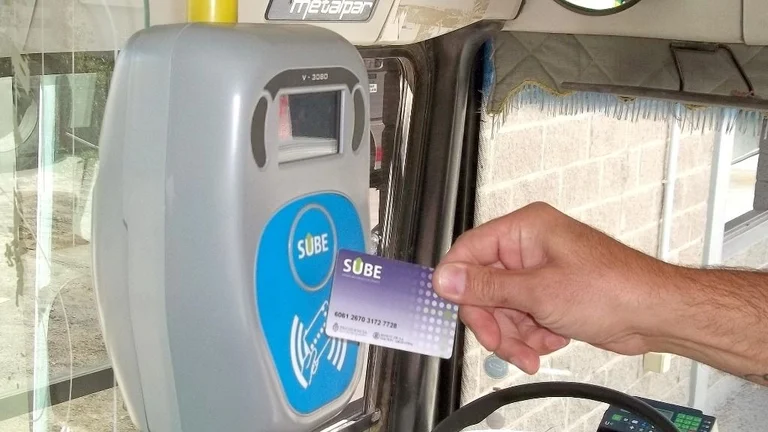 metalpar
V - 3080
SUBE
SUBE
6061 2670 3173 7728